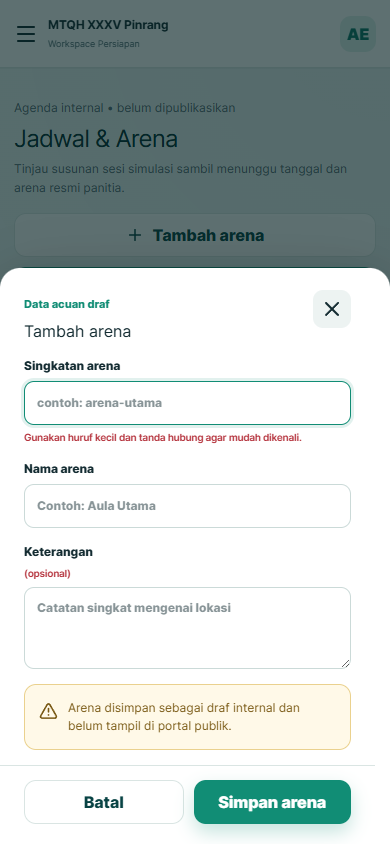 MTQH XXXV Pinrang
Workspace Persiapan
AE
Agenda internal • belum dipublikasikan
Jadwal & Arena
Tinjau susunan sesi simulasi sambil menunggu tanggal dan
arena resmi panitia.
+ Tambah arena
Data acuan draf
Tambah arena
Singkatan arena
contoh: arena-utama
Gunakan huruf kecil dan tanda hubung agar mudah dikenali.
Nama arena
Contoh: Aula Utama
Keterangan
(opsional)
Catatan singkat mengenai lokasi
Arena disimpan sebagai draf internal dan
belum tampil di portal publik.
Batal
Simpan arena